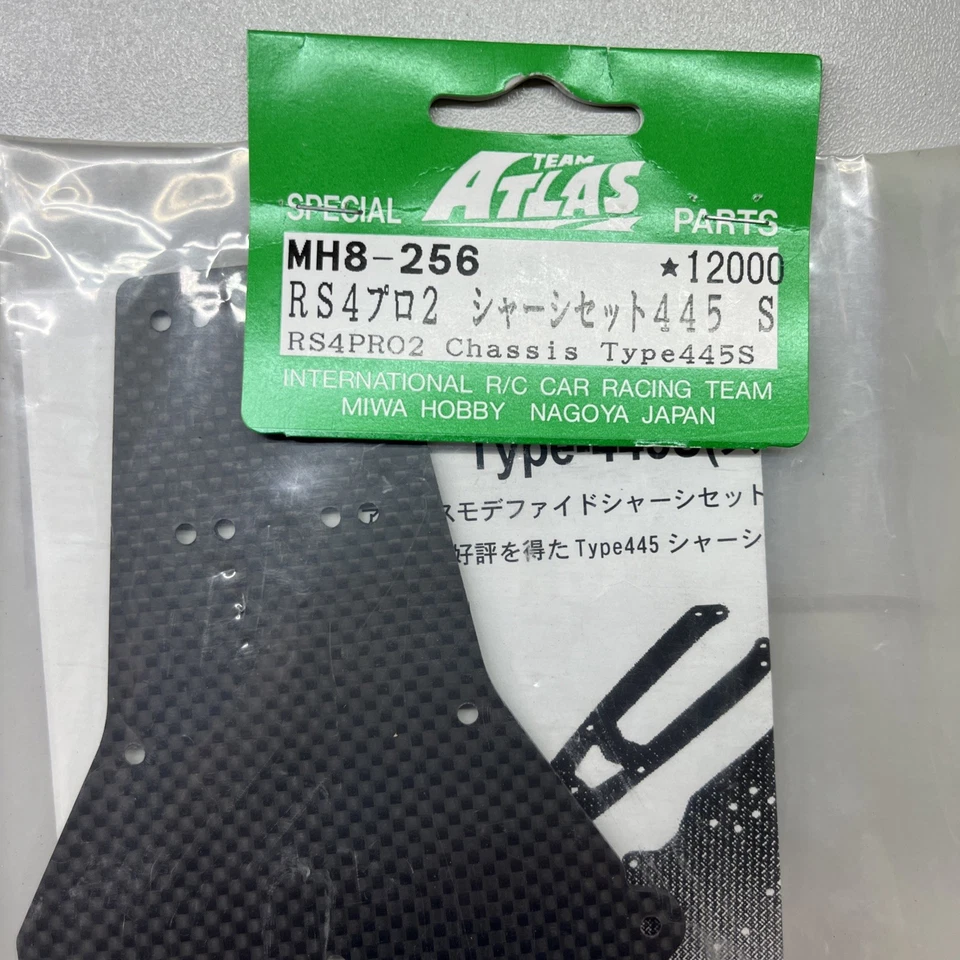 TEAM
ATLAS
SPECIAL PARTS
MH8-256 ★12000
RS4プロ2 シャーシセット445 S
RS4PRO2 Chassis Type445S
INTERNATIONAL R/C CAR RACING TEAM
MIWA HOBBY NAGOYA JAPAN
スモデファイドシャーシセット
好評を得たType445 シャーシ